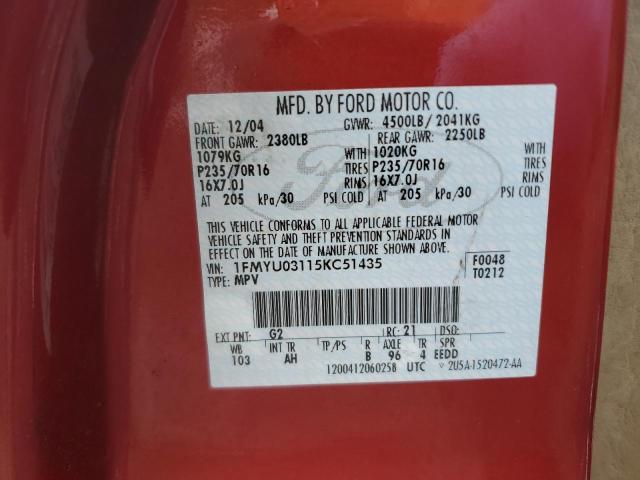 MFD. BY FORD MOTOR CO.
DATE: 12/04 GVWR: 4500LB/2041KG
FRONT GAWR: 2380LB REAR GAWR: 2250LB
1079KG WITH 1020KG WITH
P235/70R16 TIRES P235/70R16 TIRES
16X7.0J RIMS 16X7.0J RIMS
AT 205 kPa/30 PSI COLD AT 205 kPa/30 PSI COLD
Ford
THIS VEHICLE CONFORMS TO ALL APPLICABLE FEDERAL MOTOR
VEHICLE SAFETY AND THEFT PREVENTION STANDARDS IN
EFFECT ON THE DATE OF MANUFACTURE SHOWN ABOVE.
VIN: 1FMYU03115KC51435 F0048
TYPE: MPV T0212
EXT PNT: G2 RC: 21 DSO:
WB INT TR TP/PS R AXLE TR SPR
103 AH B 96 4 EEDD
1200412060258 UTC ▽ 2U5A-1520472-AA